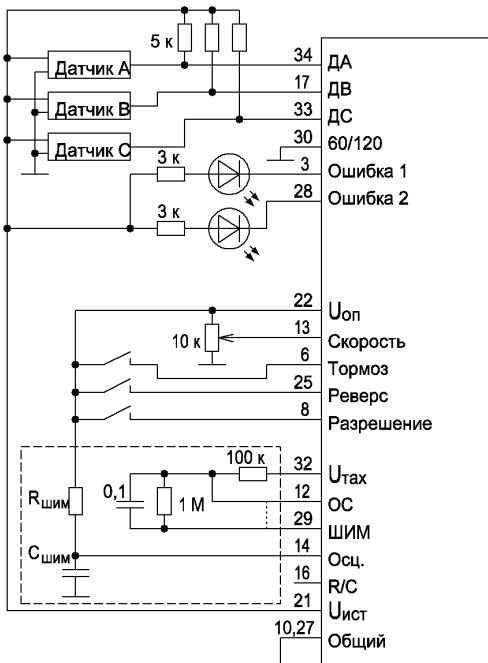 5 к
34 ДА
Датчик А
17 ДВ
Датчик В
33 ДС
Датчик С
30 60/120
3 к
3 Ошибка 1
28 Ошибка 2
3 к
22 Uоп
13 Скорость
10 к
6 Тормоз
25 Реверс
8 Разрешение
100 к
32 Uтах
Rшим
0,1
1 М
12 ОС
29 ШИМ
Cшим
14 Осц.
16 R/C
21 Uист
10,27 Общий